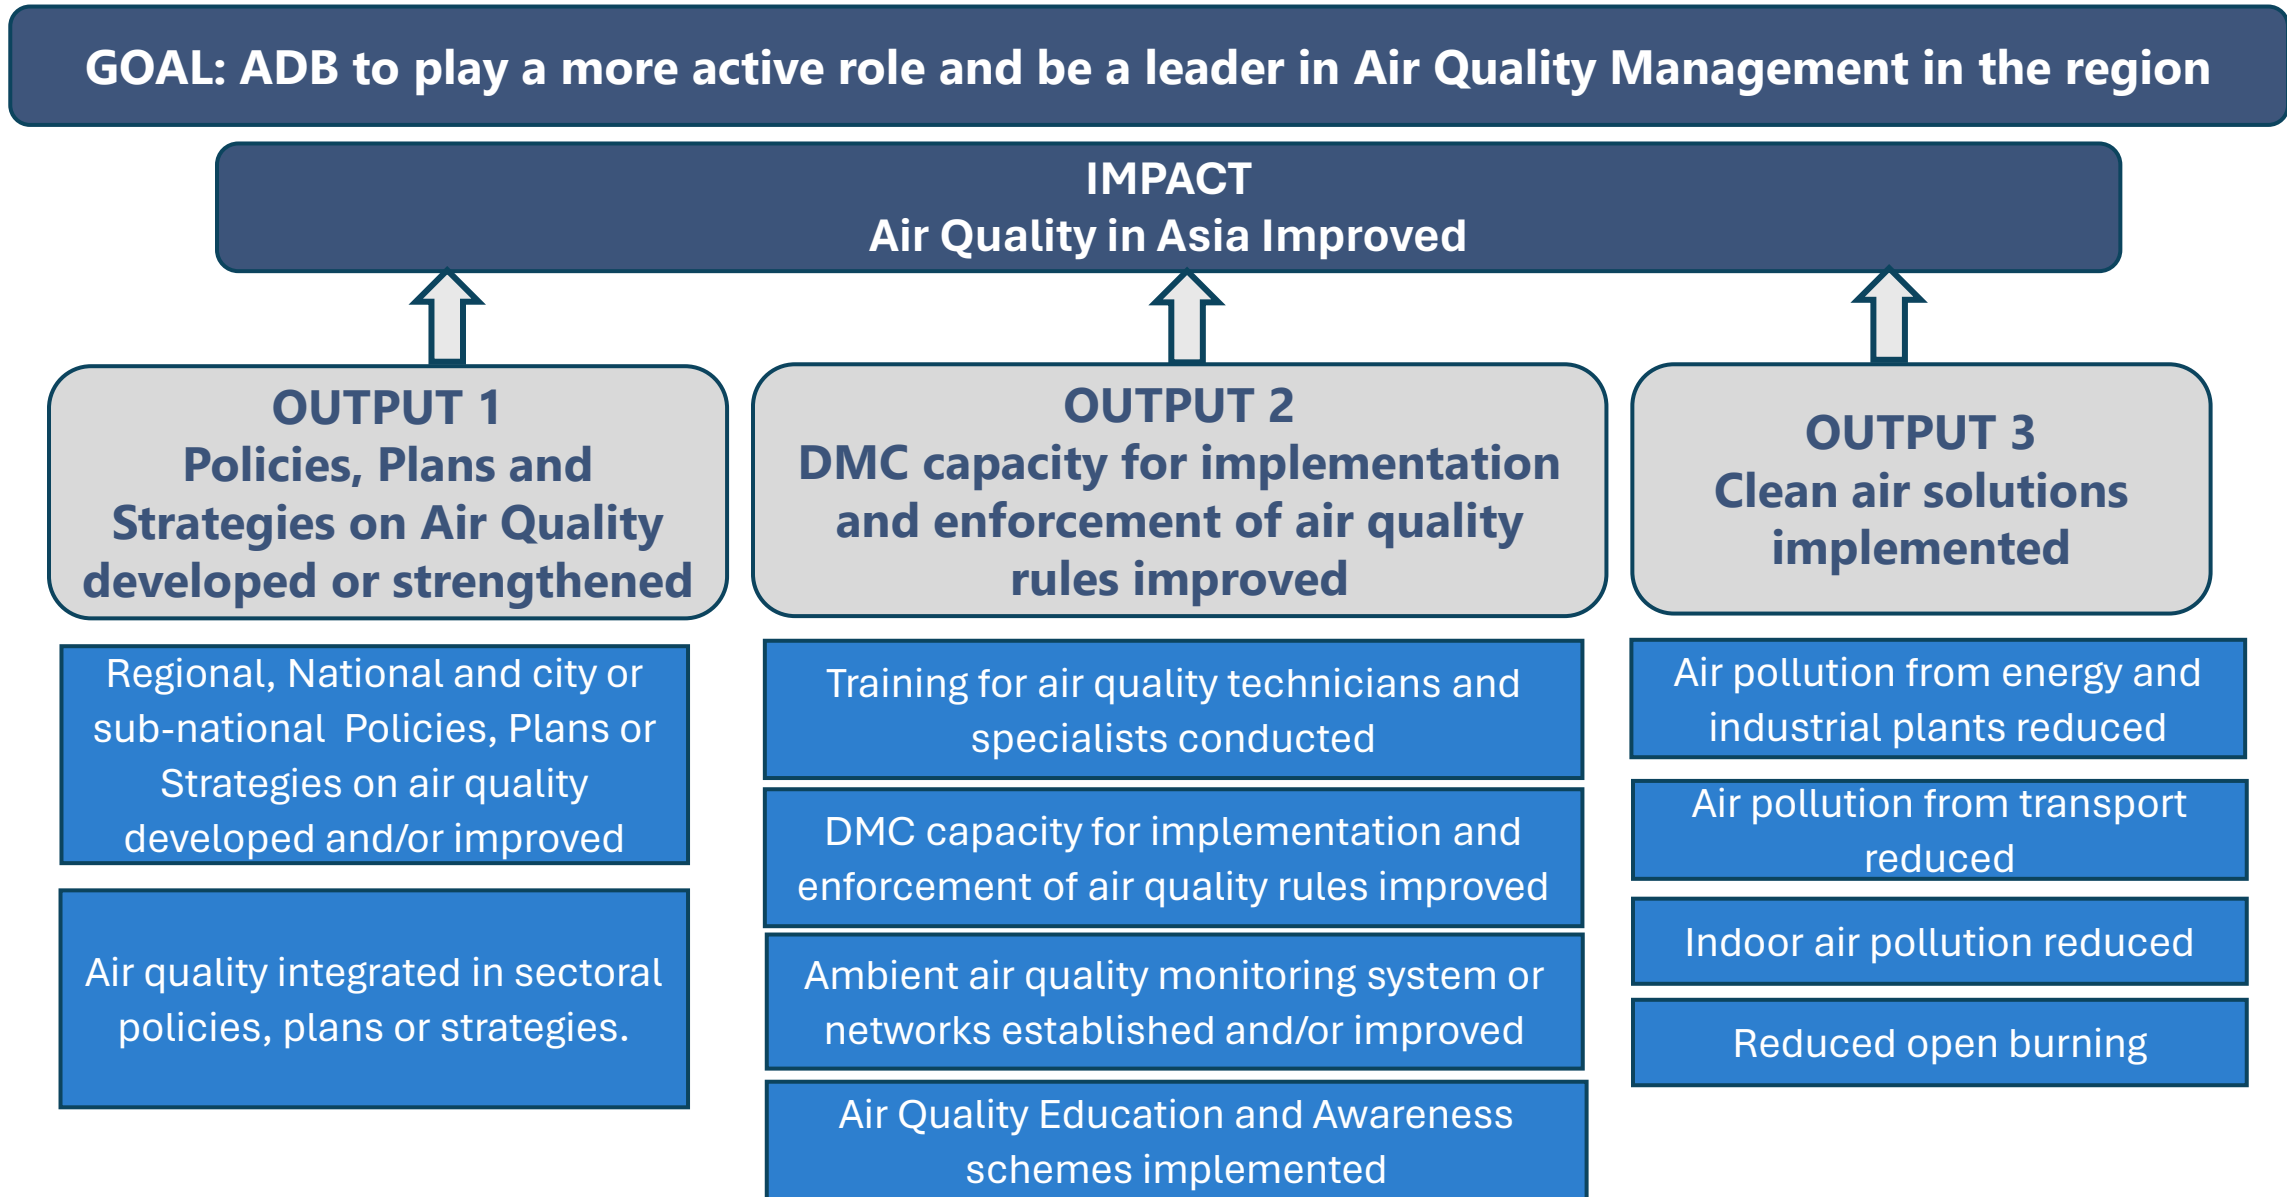 GOAL: ADB to play a more active role and be a leader in Air Quality Management in the region
IMPACT
Air Quality in Asia Improved
OUTPUT 1
Policies, Plans and
Strategies on Air Quality
developed or strengthened
Regional, National and city or
sub-national Policies, Plans or
Strategies on air quality
developed and/or improved
Air quality integrated in sectoral
policies, plans or strategies.
OUTPUT 2
DMC capacity for implementation
and enforcement of air quality
rules improved
Training for air quality technicians and
specialists conducted
DMC capacity for implementation and
enforcement of air quality rules improved
Ambient air quality monitoring system or
networks established and/or improved
Air Quality Education and Awareness
schemes implemented
OUTPUT 3
Clean air solutions
implemented
Air pollution from energy and
industrial plants reduced
Air pollution from transport
reduced
Indoor air pollution reduced
Reduced open burning